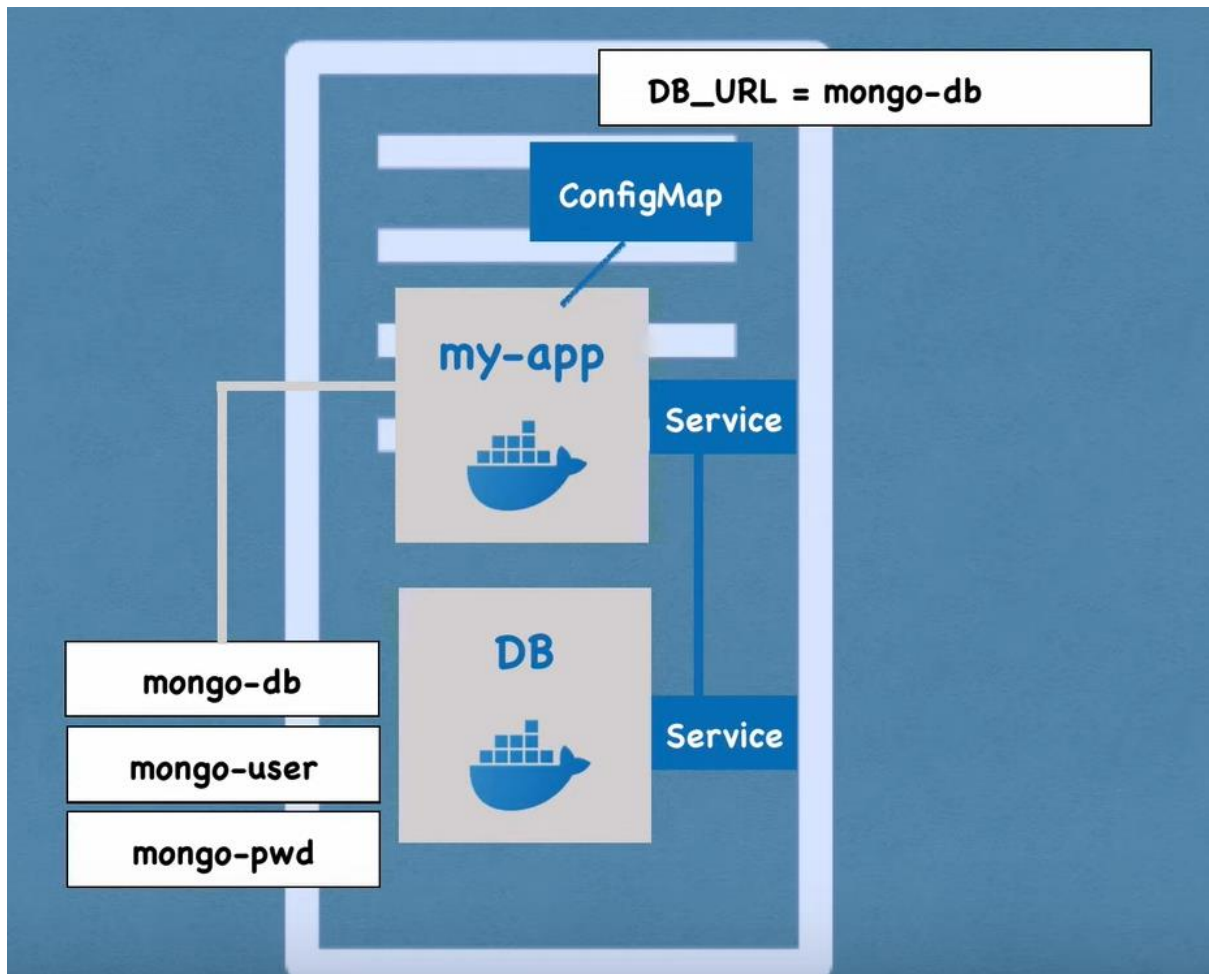 DB_URL = mongo-db
ConfigMap
my-app
Service
DB
Service
mongo-db
mongo-user
mongo-pwd